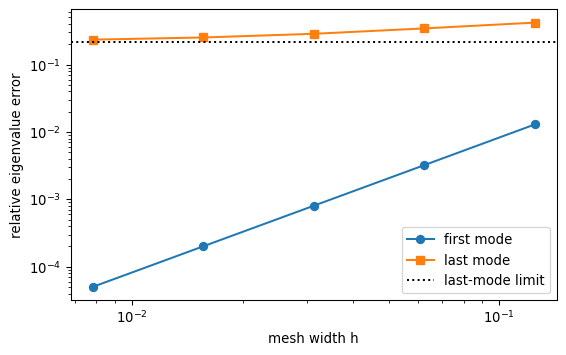 relative eigenvalue error
10⁻¹
10⁻²
10⁻³
10⁻⁴
first mode
last mode
last-mode limit
10⁻²
10⁻¹
mesh width h